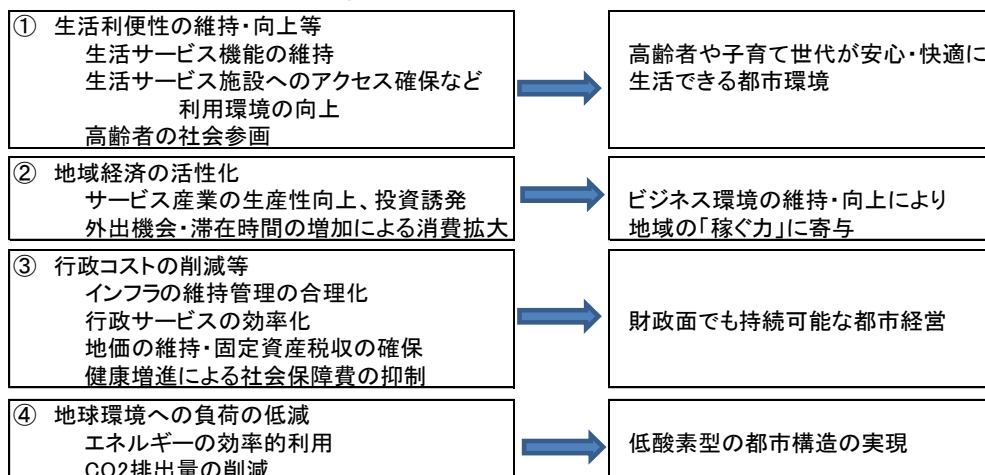 ① 生活利便性の維持・向上等
生活サービス機能の維持
生活サービス施設へのアクセス確保など
利用環境の向上
高齢者の社会参画
高齢者や子育て世代が安心・快適に
生活できる都市環境
② 地域経済の活性化
サービス産業の生産性向上、投資誘発
外出機会・滞在時間の増加による消費拡大
ビジネス環境の維持・向上により
地域の「稼ぐ力」に寄与
③ 行政コストの削減等
インフラの維持管理の合理化
行政サービスの効率化
地価の維持・固定資産税収の確保
健康増進による社会保障費の抑制
財政面でも持続可能な都市経営
④ 地球環境への負荷の低減
エネルギーの効率的利用
CO2排出量の削減
低酸素型の都市構造の実現